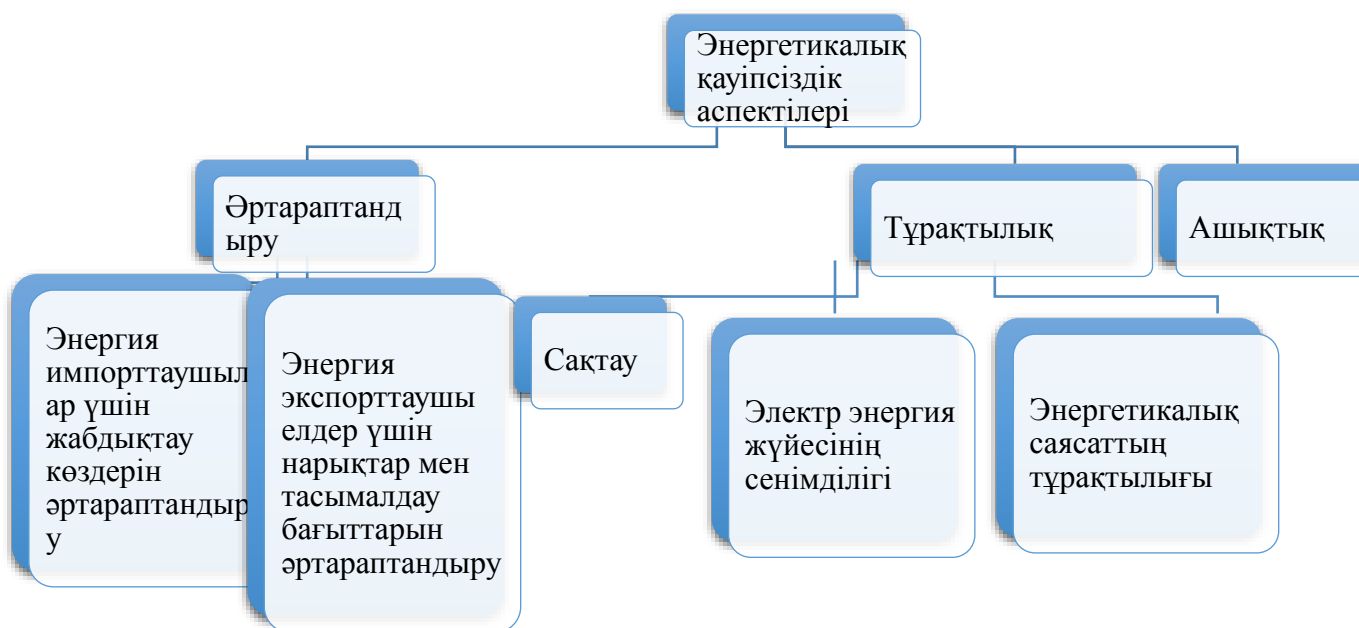 Энергетикалық
қауіпсіздік
аспектілері
Әртараптанд
ыру
Тұрақтылық
Ашықтық
Энергия
импорттаушыл
ар үшін
жабдықтау
көздерін
әртараптандыр
у
Энергия
экспорттаушы
елдер үшін
нарықтар мен
тасымалдау
бағыттарын
әртараптандыру
Сақтау
Электр энергия
жүйесінің
сенімділігі
Энергетикалық
саясаттың
тұрақтылығы